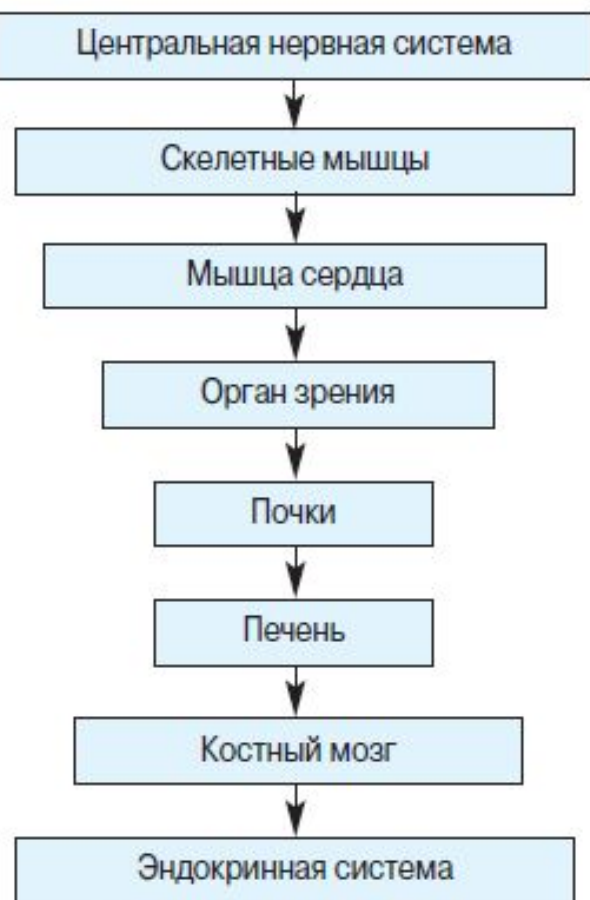 Центральная нервная система
Скелетные мышцы
Мышца сердца
Орган зрения
Почки
Печень
Костный мозг
Эндокринная система